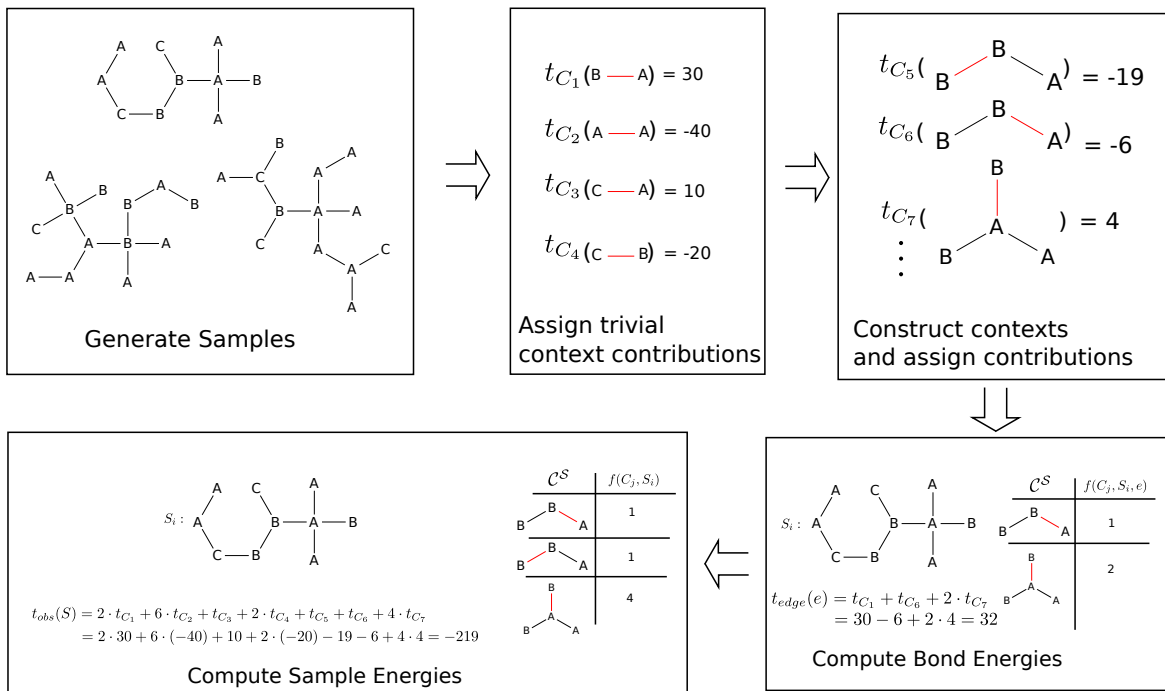 A C A
A B A B
C B A
A B B A B
C B
A B A
A A A
B A
A C A
B A A
C A C
A
A
Generate Samples
t_{C_1}(B — A) = 30
t_{C_2}(A — A) = -40
t_{C_3}(C — A) = 10
t_{C_4}(C — B) = -20
Assign trivial
context contributions
B
t_{C_5}( B A) = -19
B
t_{C_6}( B A) = -6
B
t_{C_7}( A ) = 4
B A
Construct contexts
and assign contributions
A C A
S_i : A B A B
C B A
C^S f(C_j, S_i)
B
B A 1
B
B A 1
B
A
B A 4
t_{obs}(S) = 2 · t_{C_1} + 6 · t_{C_2} + t_{C_3} + 2 · t_{C_4} + t_{C_5} + t_{C_6} + 4 · t_{C_7}
= 2 · 30 + 6 · (−40) + 10 + 2 · (−20) − 19 − 6 + 4 · 4 = −219
Compute Sample Energies
A C A
S_i : A B A B
C B A
C^S f(C_j, S_i, e)
B
B A 1
B
A
B A 2
t_{edge}(e) = t_{C_1} + t_{C_6} + 2 · t_{C_7}
= 30 − 6 + 2 · 4 = 32
Compute Bond Energies